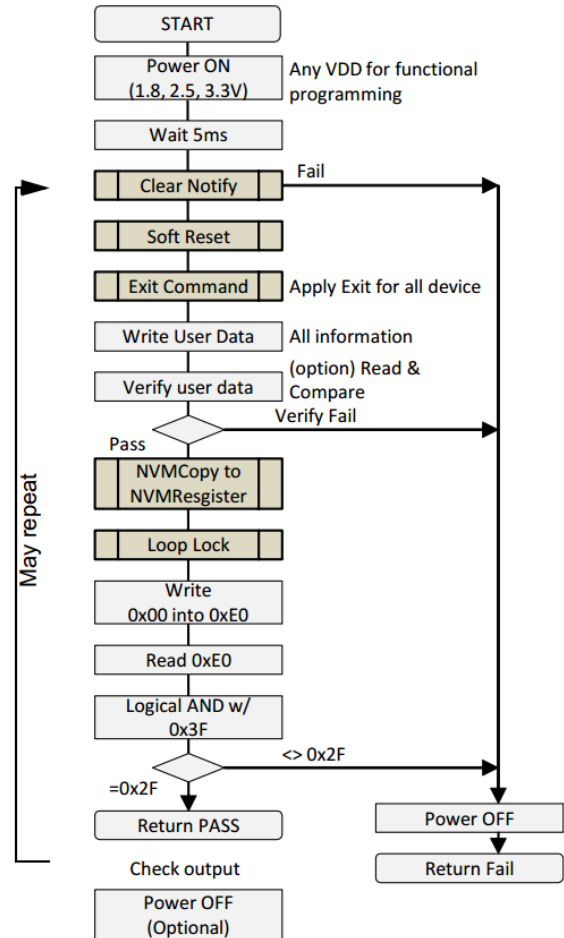 START
Power ON
(1.8, 2.5, 3.3V)
Any VDD for functional
programming
Wait 5ms
Clear Notify
Fail
Soft Reset
Exit Command
Apply Exit for all device
Write User Data
All information
Verify user data
(option) Read &
Compare
Verify Fail
Pass
NVMCopy to
NVMResgister
Loop Lock
May repeat
Write
0x00 into 0xE0
Read 0xE0
Logical AND w/
0x3F
<> 0x2F
=0x2F
Return PASS
Power OFF
Return Fail
Check output
Power OFF
(Optional)